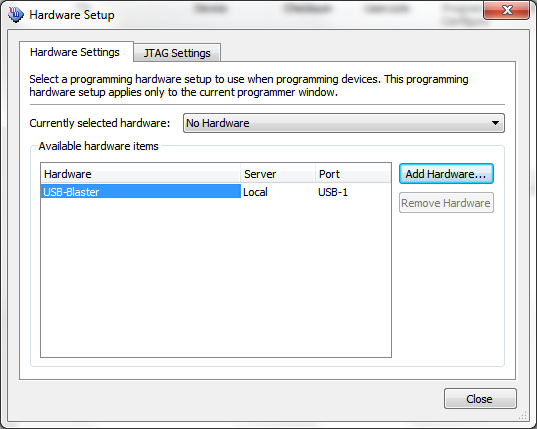 Hardware Setup
Hardware Settings
JTAG Settings
Select a programming hardware setup to use when programming devices. This programming
hardware setup applies only to the current programmer window.
Currently selected hardware: No Hardware
Available hardware items
Hardware Server Port
USB-Blaster Local USB-1
Add Hardware...
Remove Hardware
Close